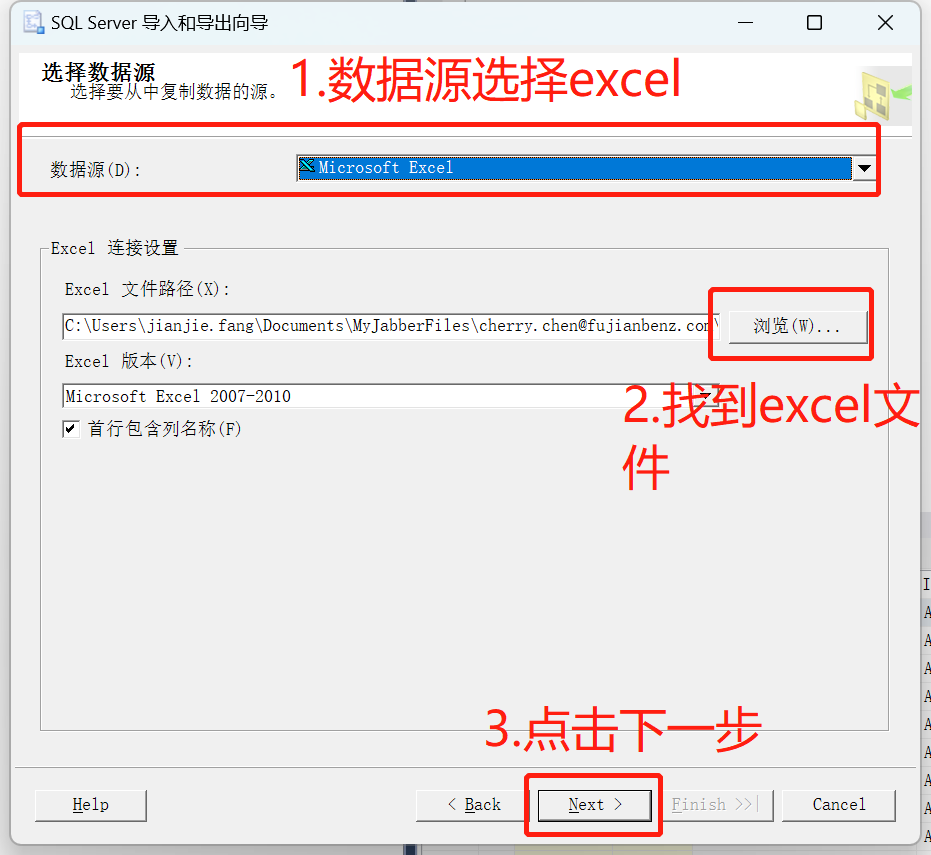 SQL Server 导入和导出向导
选择数据源
选择要从中复制数据的源。
1.数据源选择excel
数据源(D):
Microsoft Excel
Excel 连接设置
Excel 文件路径(X):
C:\Users\jianjie.fang\Documents\MyJabberFiles\cherry.chen@fujianbenz.com\
浏览(W)...
Excel 版本(V):
Microsoft Excel 2007-2010
2.找到excel文
件
首行包含列名称(F)
3.点击下一步
Help
< Back
Next >
Finish >>|
Cancel